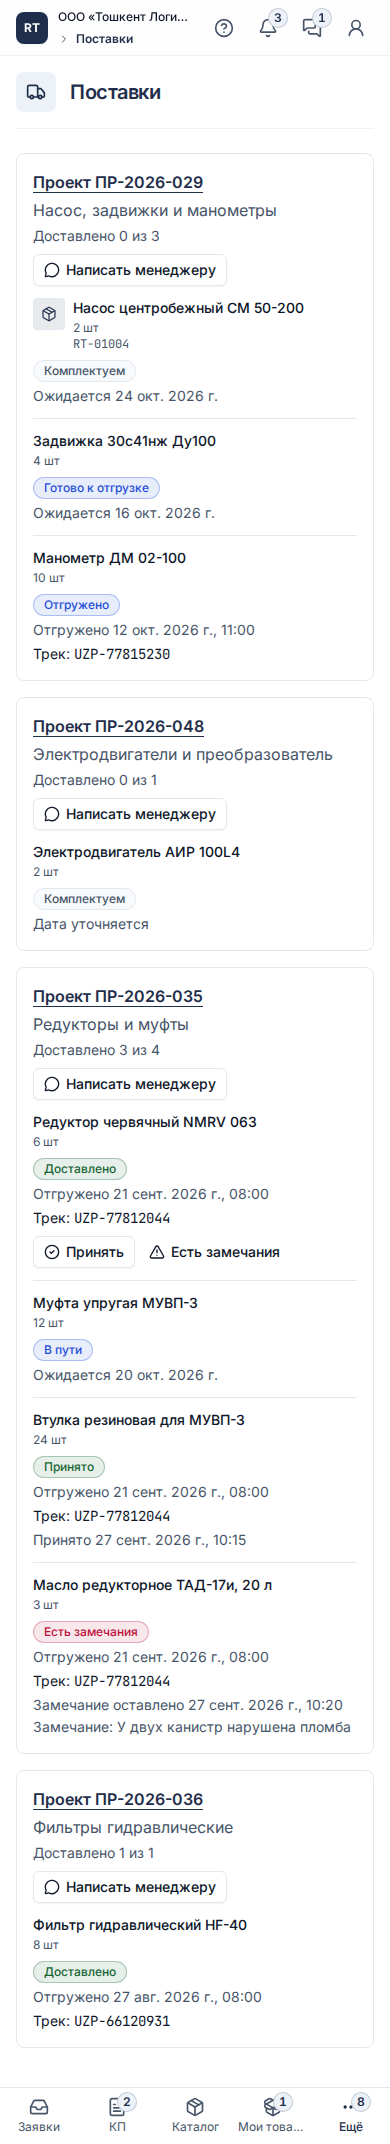 RT
ООО «Тошкент Логи...
3
1
> Поставки
Поставки
Проект ПР-2026-029
Насос, задвижки и манометры
Доставлено 0 из 3
Написать менеджеру
Насос центробежный СМ 50-200
2 шт
RT-01004
Комплектуем
Ожидается 24 окт. 2026 г.
Задвижка 30с41нж Ду100
4 шт
Готово к отгрузке
Ожидается 16 окт. 2026 г.
Манометр ДМ 02-100
10 шт
Отгружено
Отгружено 12 окт. 2026 г., 11:00
Трек: UZP-77815230
Проект ПР-2026-048
Электродвигатели и преобразователь
Доставлено 0 из 1
Написать менеджеру
Электродвигатель АИР 100L4
2 шт
Комплектуем
Дата уточняется
Проект ПР-2026-035
Редукторы и муфты
Доставлено 3 из 4
Написать менеджеру
Редуктор червячный NMRV 063
6 шт
Доставлено
Отгружено 21 сент. 2026 г., 08:00
Трек: UZP-77812044
Принять
Есть замечания
Муфта упругая МУВП-3
12 шт
В пути
Ожидается 20 окт. 2026 г.
Втулка резиновая для МУВП-3
24 шт
Принято
Отгружено 21 сент. 2026 г., 08:00
Трек: UZP-77812044
Принято 27 сент. 2026 г., 10:15
Масло редукторное ТАД-17и, 20 л
3 шт
Есть замечания
Отгружено 21 сент. 2026 г., 08:00
Трек: UZP-77812044
Замечание оставлено 27 сент. 2026 г., 10:20
Замечание: У двух канистр нарушена пломба
Проект ПР-2026-036
Фильтры гидравлические
Доставлено 1 из 1
Написать менеджеру
Фильтр гидравлический HF-40
8 шт
Доставлено
Отгружено 27 авг. 2026 г., 08:00
Трек: UZP-66120931
2
1
8
Заявки
КП
Каталог
Мои това...
Ещё